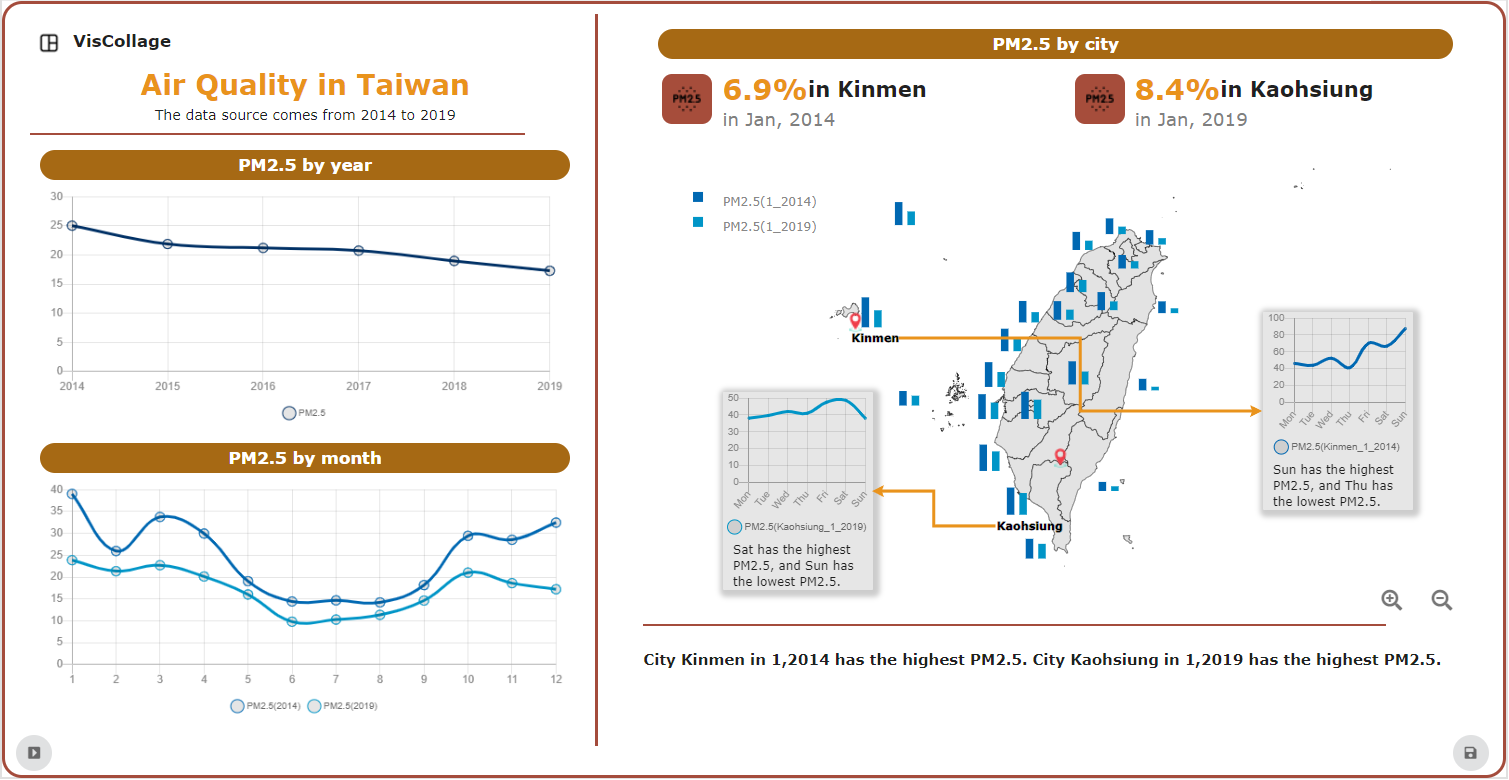 VisCollage
Air Quality in Taiwan
The data source comes from 2014 to 2019
PM2.5 by year
30
25
20
15
10
5
0
2014 2015 2016 2017 2018 2019
PM2.5
PM2.5 by month
40
35
30
25
20
15
10
5
0
1 2 3 4 5 6 7 8 9 10 11 12
PM2.5(2014) PM2.5(2019)
PM2.5 by city
PM2.5
6.9% in Kinmen
in Jan, 2014
PM2.5
8.4% in Kaohsiung
in Jan, 2019
PM2.5(1_2014)
PM2.5(1_2019)
Kinmen
Kaohsiung
50
40
30
20
10
0
Mon Tue Wed Thu Fri Sat Sun
PM2.5(Kaohsiung_1_2019)
Sat has the highest
PM2.5, and Sun has
the lowest PM2.5.
100
80
60
40
20
0
Mon Tue Wed Thu Fri Sat Sun
PM2.5(Kinmen_1_2014)
Sun has the highest
PM2.5, and Thu has
the lowest PM2.5.
City Kinmen in 1,2014 has the highest PM2.5. City Kaohsiung in 1,2019 has the highest PM2.5.